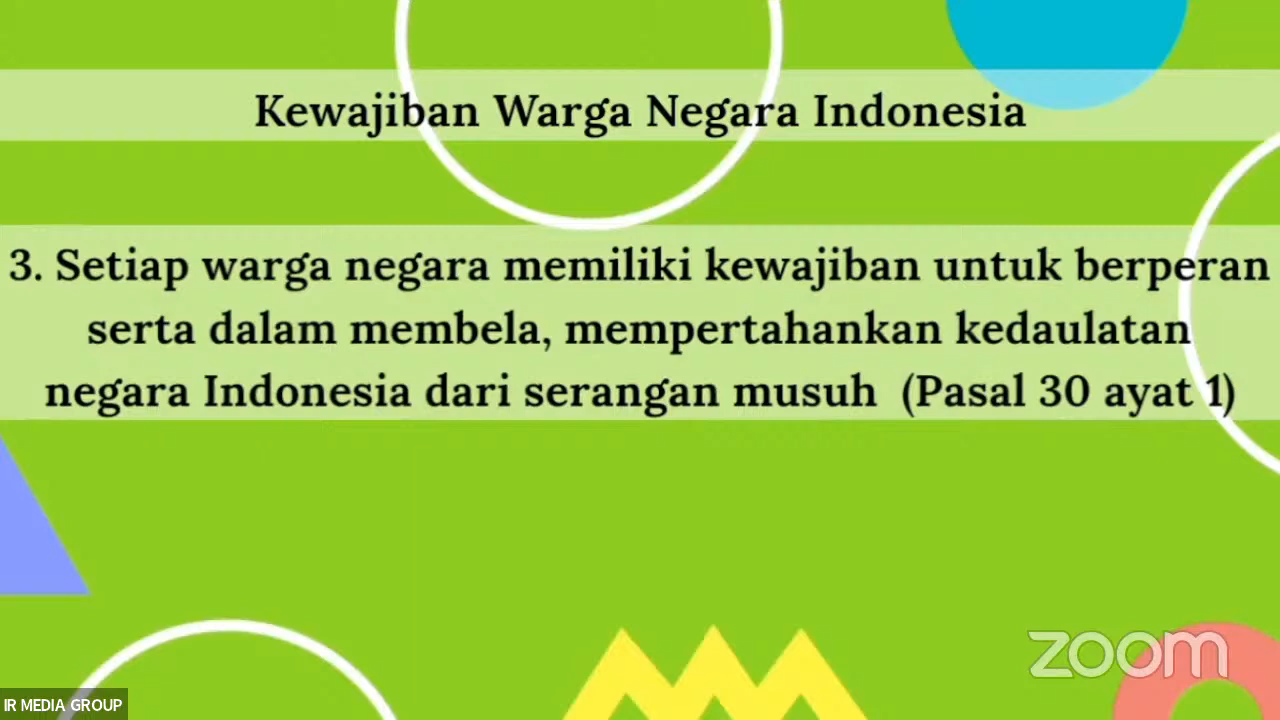 Kewajiban Warga Negara Indonesia
3. Setiap warga negara memiliki kewajiban untuk berperan
serta dalam membela, mempertahankan kedaulatan
negara Indonesia dari serangan musuh (Pasal 30 ayat 1)
zoom
IR MEDIA GROUP